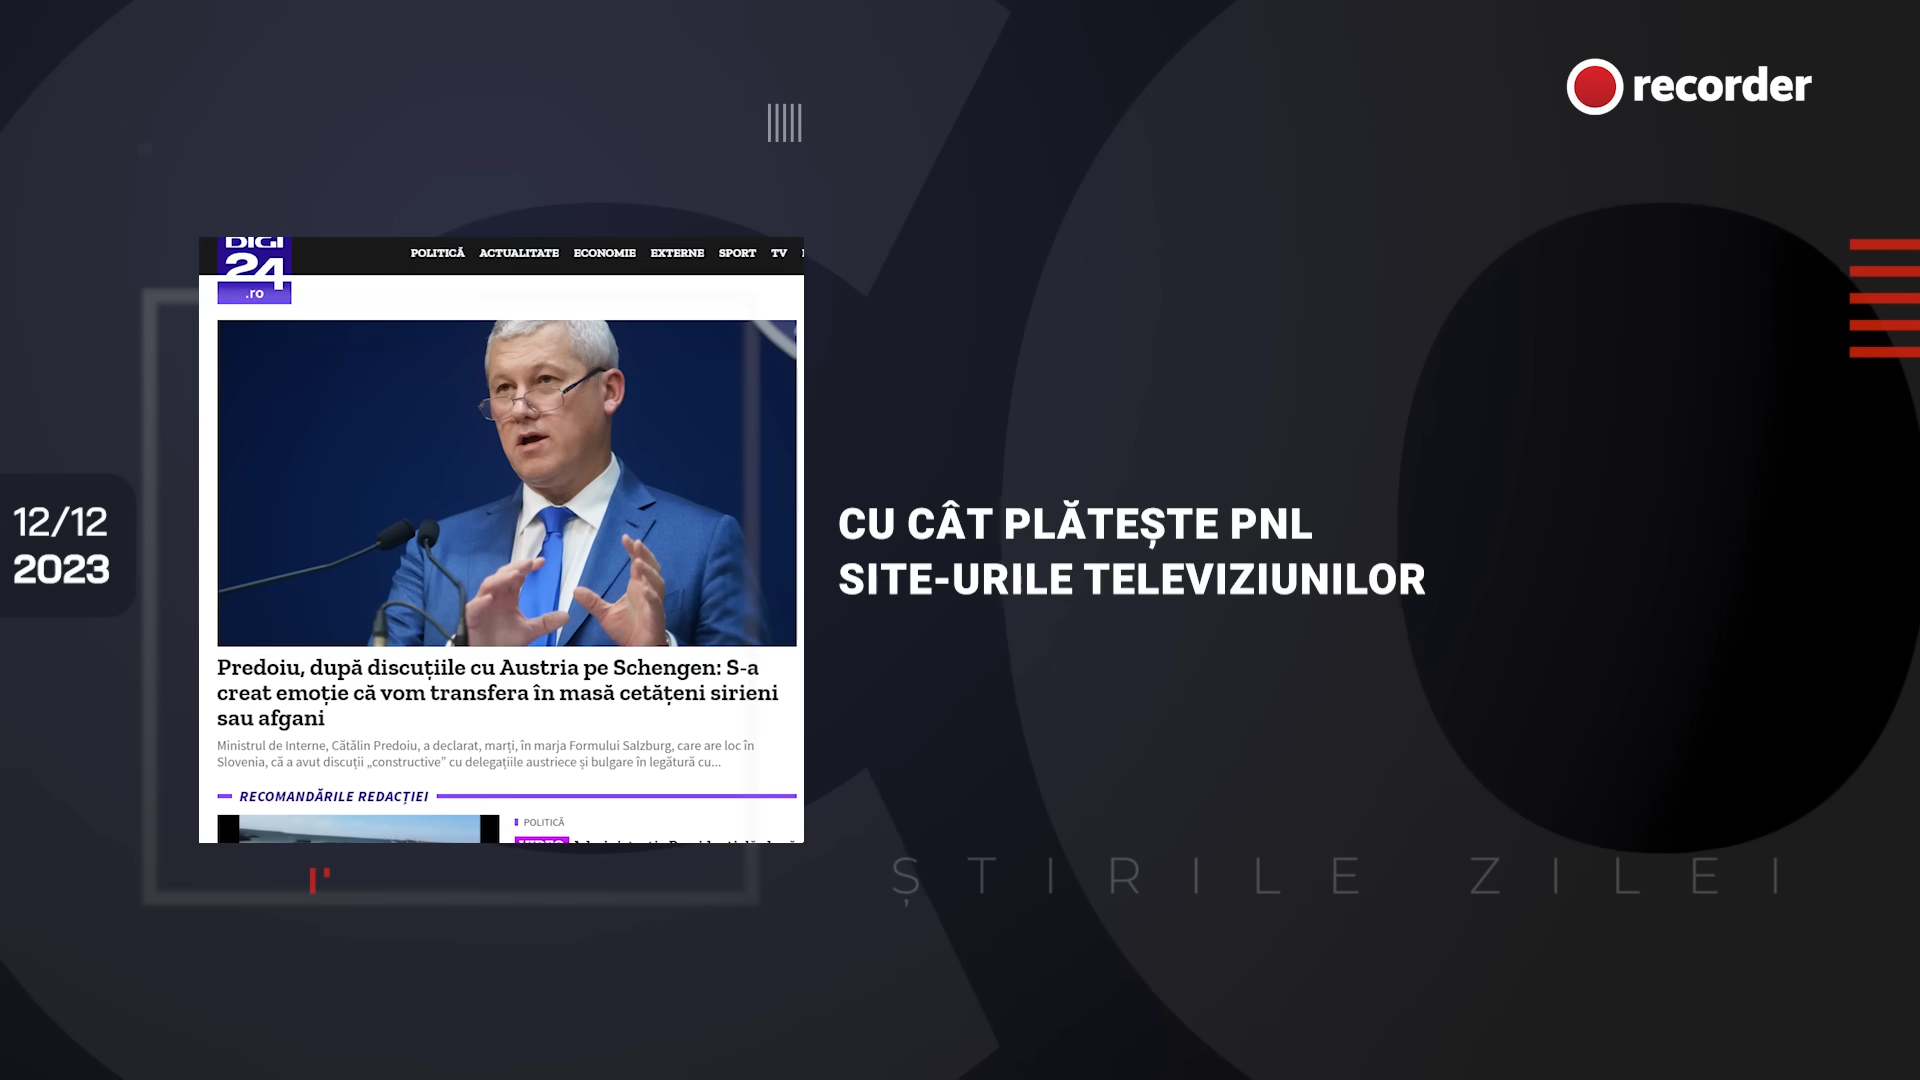 recorder
DIGI
24
.ro
POLITICĂ ACTUALITATE ECONOMIE EXTERNE SPORT TV
12/12
2023
Predoiu, după discuțiile cu Austria pe Schengen: S-a
creat emoție că vom transfera în masă cetățeni sirieni
sau afgani
Ministrul de Interne, Cătălin Predoiu, a declarat, marți, în marja Formului Salzburg, care are loc în
Slovenia, că a avut discuții „constructive” cu delegațiile austriece și bulgare în legătură cu...
RECOMANDĂRILE REDACȚIEI
POLITICĂ
CU CÂT PLĂTEȘTE PNL
SITE-URILE TELEVIZIUNILOR
ȘTIRILE ZILEI